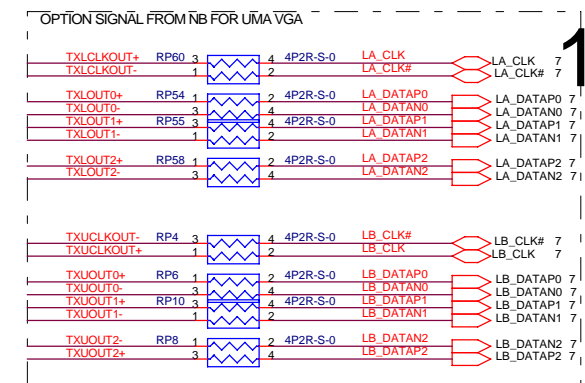 OPTION SIGNAL FROM NB FOR UMA VGA
1
TXLCLKOUT+ RP60 3 4 4P2R-S-0 LA_CLK LA_CLK 7
TXLCLKOUT- 1 2 LA_CLK# LA_CLK# 7
TXLOUT0+ RP54 1 2 4P2R-S-0 LA_DATAP0 LA_DATAP0 7
TXLOUT0- 3 4 LA_DATAN0 LA_DATAN0 7
TXLOUT1+ RP55 3 4 4P2R-S-0 LA_DATAP1 LA_DATAP1 7
TXLOUT1- 1 2 LA_DATAN1 LA_DATAN1 7
TXLOUT2+ RP58 1 2 4P2R-S-0 LA_DATAP2 LA_DATAP2 7
TXLOUT2- 3 4 LA_DATAN2 LA_DATAN2 7
TXUCLKOUT- RP4 3 4 4P2R-S-0 LB_CLK# LB_CLK# 7
TXUCLKOUT+ 1 2 LB_CLK LB_CLK 7
TXUOUT0+ RP6 1 2 4P2R-S-0 LB_DATAP0 LB_DATAP0 7
TXUOUT0- 3 4 LB_DATAN0 LB_DATAN0 7
TXUOUT1+ RP10 3 4 4P2R-S-0 LB_DATAP1 LB_DATAP1 7
TXUOUT1- 1 2 LB_DATAN1 LB_DATAN1 7
TXUOUT2- RP8 1 2 4P2R-S-0 LB_DATAN2 LB_DATAN2 7
TXUOUT2+ 3 4 LB_DATAP2 LB_DATAP2 7